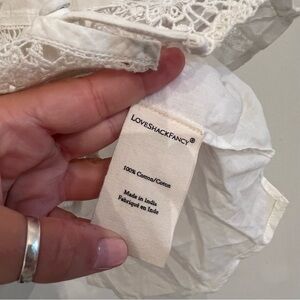 LOVESHACKFANCY®
100% Cotton/Coton
Made in India
Fabriqué en Inde